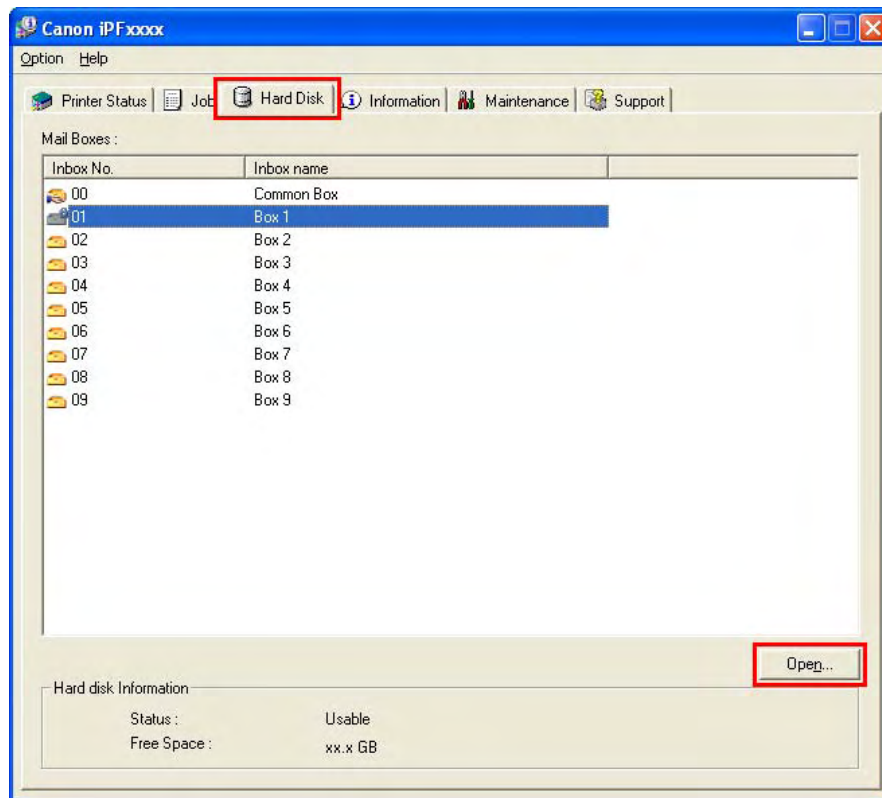 Canon iPFxxxx
Option Help
Printer Status Job Hard Disk Information Maintenance Support
Mail Boxes :
Inbox No. Inbox name
00 Common Box
01 Box 1
02 Box 2
03 Box 3
04 Box 4
05 Box 5
06 Box 6
07 Box 7
08 Box 8
09 Box 9
Open...
Hard disk Information
Status : Usable
Free Space : xx.x GB